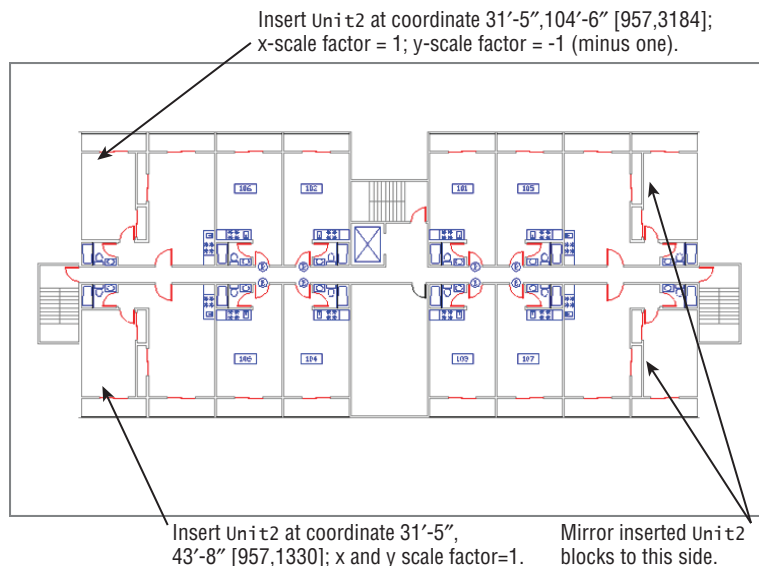 Insert Unit2 at coordinate 31′-5″,104′-6″ [957,3184];
x-scale factor = 1; y-scale factor = -1 (minus one).
106 102 101 105
106 104 103 107
Insert Unit2 at coordinate 31′-5″,
43′-8″ [957,1330]; x and y scale factor=1.
Mirror inserted Unit2
blocks to this side.